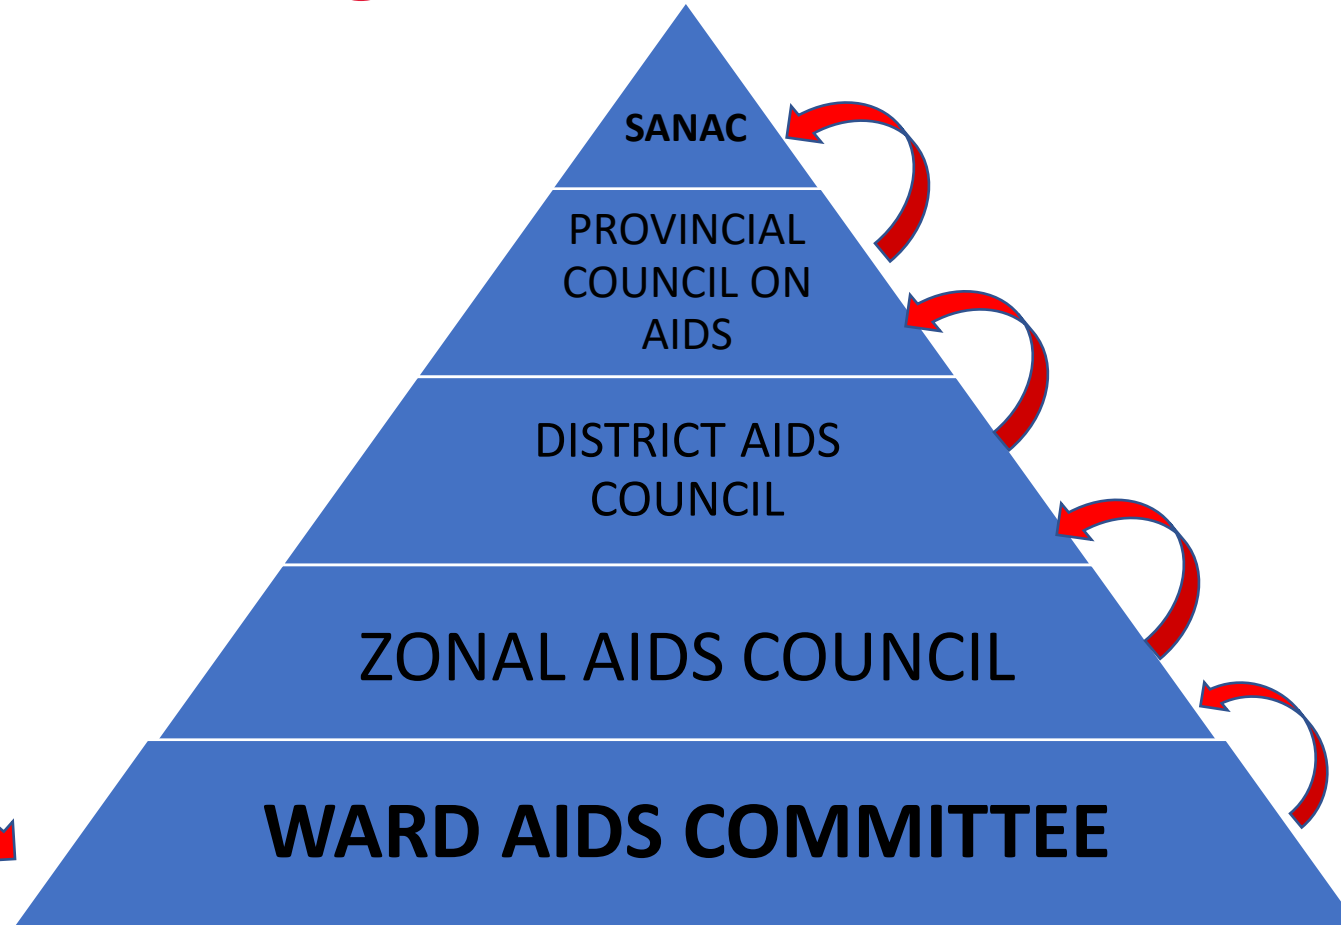 SANAC
PROVINCIAL
COUNCIL ON
AIDS
DISTRICT AIDS
COUNCIL
ZONAL AIDS COUNCIL
WARD AIDS COMMITTEE